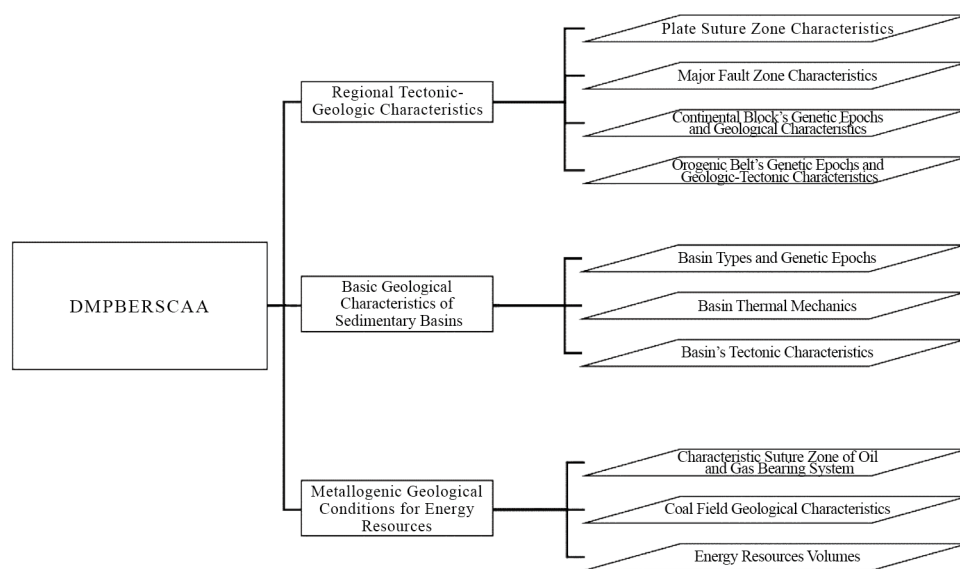 Plate Suture Zone Characteristics
Regional Tectonic-
Geologic Characteristics
Major Fault Zone Characteristics
Continental Block's Genetic Epochs
and Geological Characteristics
Orogenic Belt's Genetic Epochs and
Geologic-Tectonic Characteristics
DMPBERSCAA
Basic Geological
Characteristics of
Sedimentary Basins
Basin Types and Genetic Epochs
Basin Thermal Mechanics
Basin's Tectonic Characteristics
Metallogenic Geological
Conditions for Energy
Resources
Characteristic Suture Zone of Oil
and Gas Bearing System
Coal Field Geological Characteristics
Energy Resources Volumes